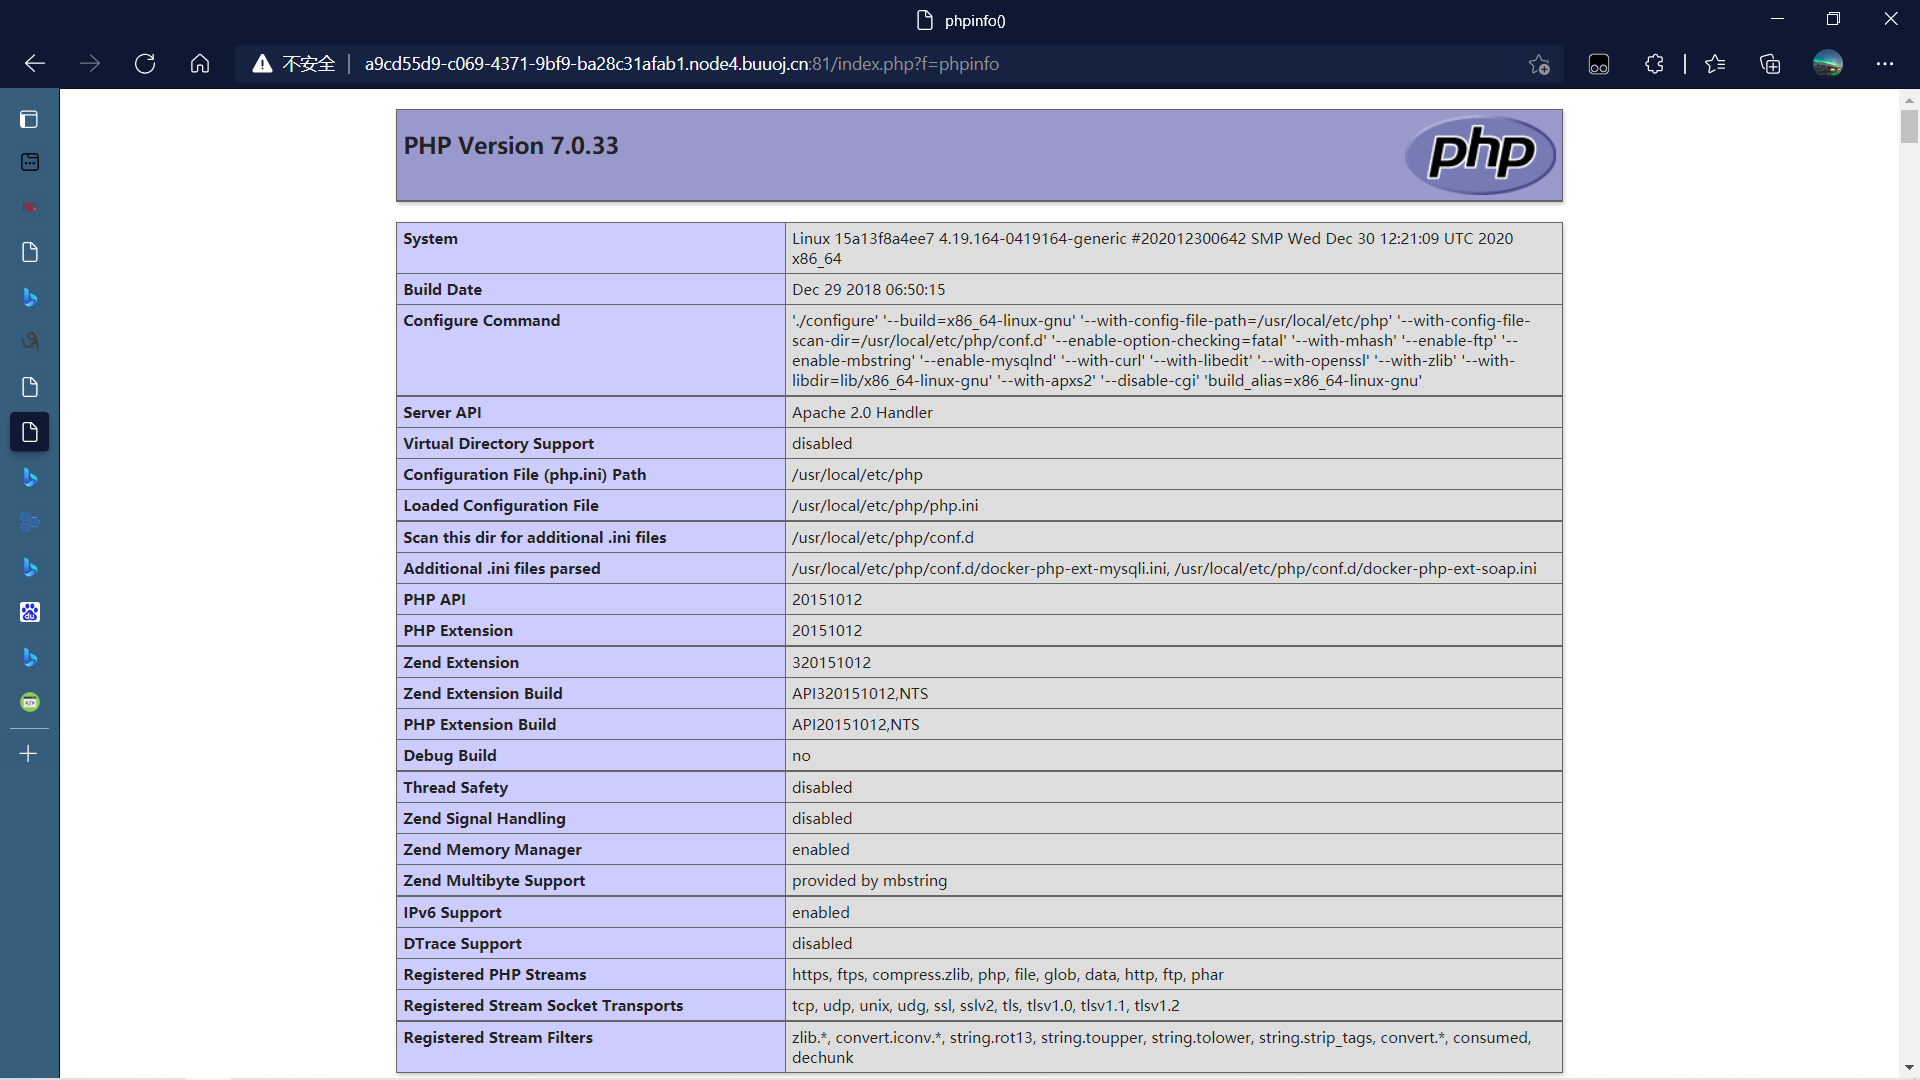 phpinfo()
不安全
a9cd55d9-c069-4371-9bf9-ba28c31afab1.node4.buuoj.cn:81/index.php?f=phpinfo
PHP Version 7.0.33
php
System
Linux 15a13f8a4ee7 4.19.164-0419164-generic #202012300642 SMP Wed Dec 30 12:21:09 UTC 2020
x86_64
Build Date
Dec 29 2018 06:50:15
Configure Command
'./configure' '--build=x86_64-linux-gnu' '--with-config-file-path=/usr/local/etc/php' '--with-config-file-
scan-dir=/usr/local/etc/php/conf.d' '--enable-option-checking=fatal' '--with-mhash' '--enable-ftp' '--
enable-mbstring' '--enable-mysqlnd' '--with-curl' '--with-libedit' '--with-openssl' '--with-zlib' '--with-
libdir=lib/x86_64-linux-gnu' '--with-apxs2' '--disable-cgi' 'build_alias=x86_64-linux-gnu'
Server API
Apache 2.0 Handler
Virtual Directory Support
disabled
Configuration File (php.ini) Path
/usr/local/etc/php
Loaded Configuration File
/usr/local/etc/php/php.ini
Scan this dir for additional .ini files
/usr/local/etc/php/conf.d
Additional .ini files parsed
/usr/local/etc/php/conf.d/docker-php-ext-mysqli.ini, /usr/local/etc/php/conf.d/docker-php-ext-soap.ini
PHP API
20151012
PHP Extension
20151012
Zend Extension
320151012
Zend Extension Build
API320151012,NTS
PHP Extension Build
API20151012,NTS
Debug Build
no
Thread Safety
disabled
Zend Signal Handling
disabled
Zend Memory Manager
enabled
Zend Multibyte Support
provided by mbstring
IPv6 Support
enabled
DTrace Support
disabled
Registered PHP Streams
https, ftps, compress.zlib, php, file, glob, data, http, ftp, phar
Registered Stream Socket Transports
tcp, udp, unix, udg, ssl, sslv2, tls, tlsv1.0, tlsv1.1, tlsv1.2
Registered Stream Filters
zlib.*, convert.iconv.*, string.rot13, string.toupper, string.tolower, string.strip_tags, convert.*, consumed,
dechunk